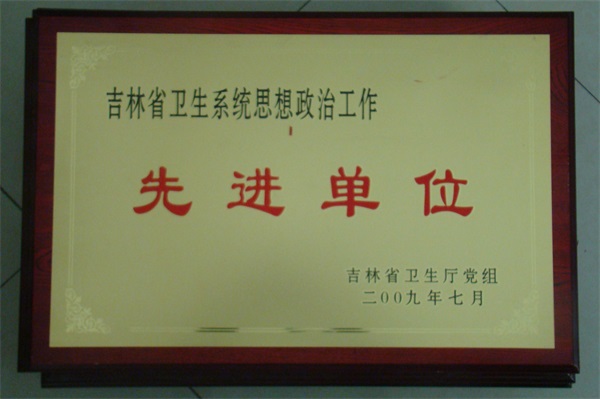 吉林省卫生系统思想政治工作
先进单位
吉林省卫生厅党组
二00九年七月